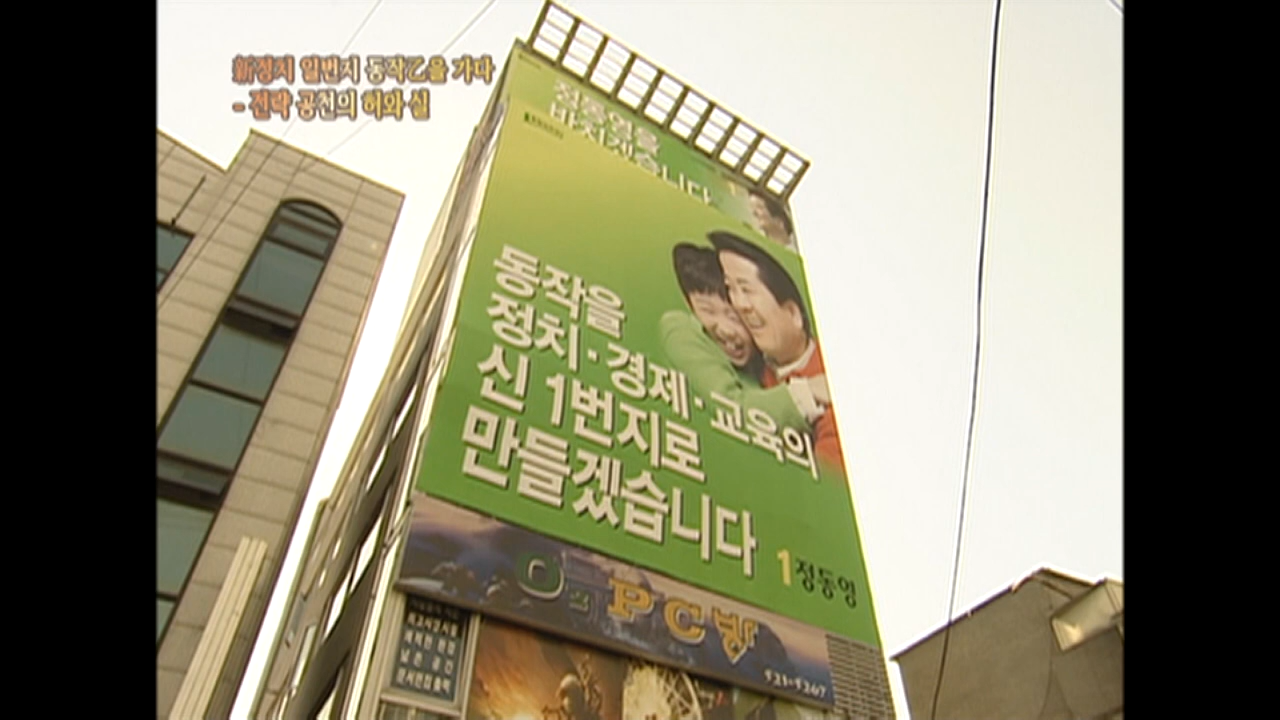 新정치 일번지 동작乙을 가다
- 전략 공천의 허와 실
정동영을
바치겠습니다
동작을
정치·경제·교육의
신 1번지로
만들겠습니다
1정동영
O₂ PC방
521-5267